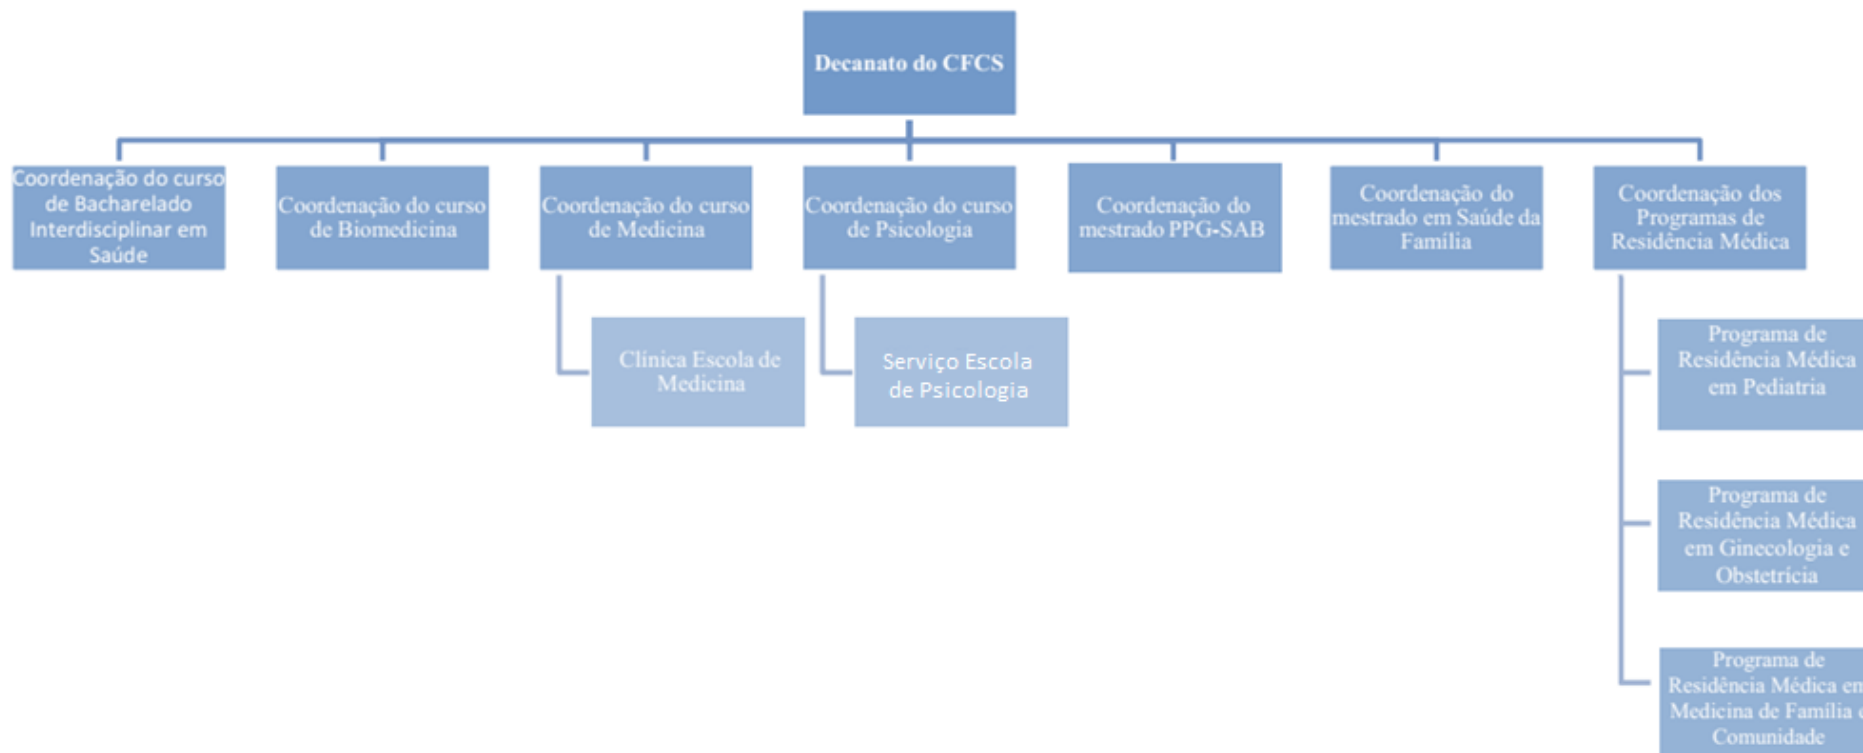 Decanato do CFCS
Coordenação do curso
de Bacharelado
Interdisciplinar em
Saúde
Coordenação do curso
de Biomedicina
Coordenação do curso
de Medicina
Coordenação do curso
de Psicologia
Coordenação do
mestrado PPG-SAB
Coordenação do
mestrado em Saúde da
Família
Coordenação dos
Programas de
Residência Médica
Clínica Escola de
Medicina
Serviço Escola
de Psicologia
Programa de
Residência Médica
em Pediatria
Programa de
Residência Médica
em Ginecologia e
Obstetrícia
Programa de
Residência Médica em
Medicina de Família e
Comunidade